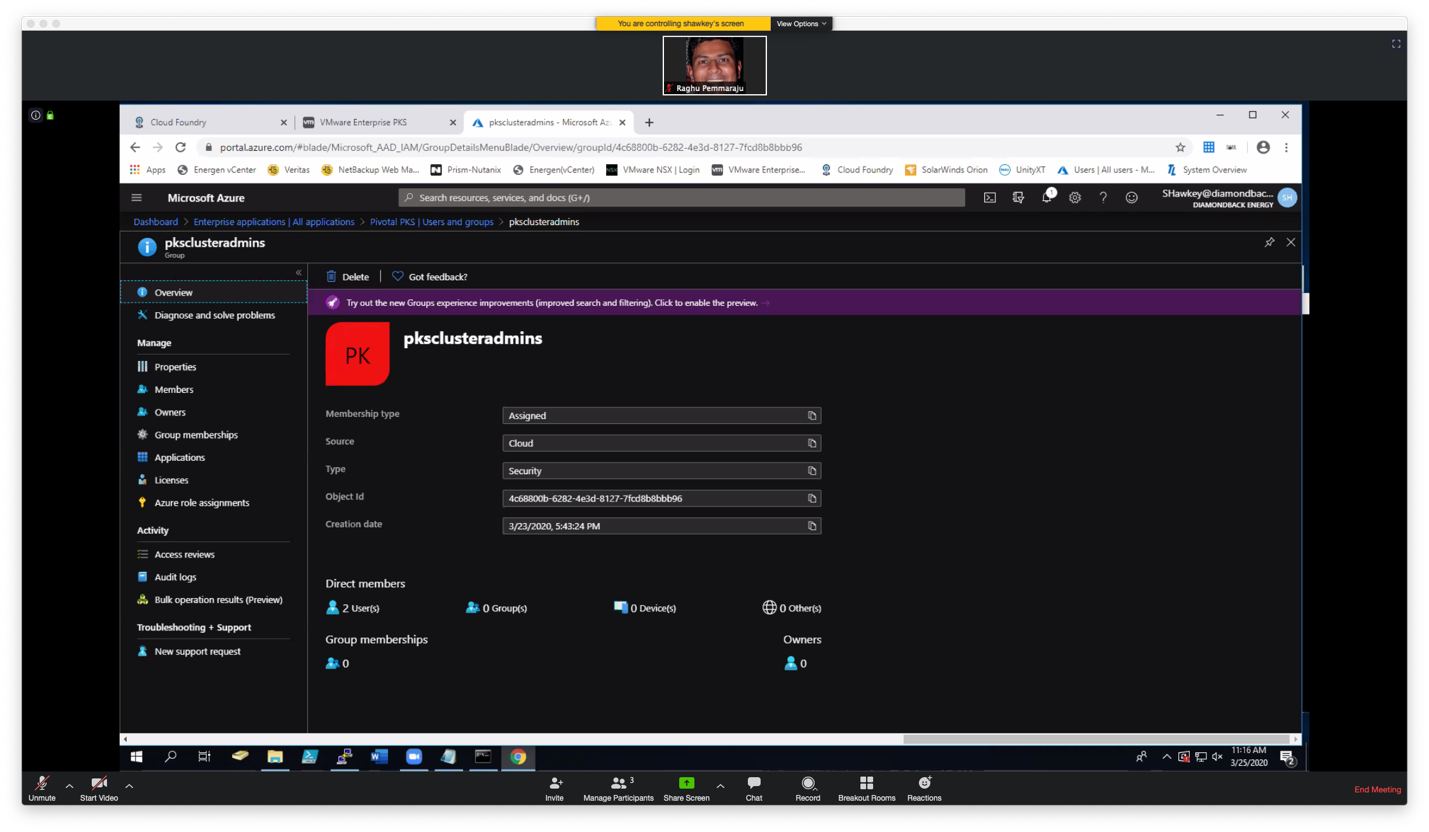 You are controlling shawkey's screen
View Options
Raghu Pemmaraju
Cloud Foundry
VMware Enterprise PKS
pksclusteradmins - Microsoft Az
portal.azure.com/#blade/Microsoft_AAD_IAM/GroupDetailsMenuBlade/Overview/groupId/4c68800b-6282-4e3d-8127-7fcd8b8bbb96
Apps
Energen vCenter
Veritas
NetBackup Web Ma...
Prism-Nutanix
Energen(vCenter)
VMware NSX | Login
VMware Enterprise...
Cloud Foundry
SolarWinds Orion
UnityXT
Users | All users - M...
System Overview
Microsoft Azure
Search resources, services, and docs (G+/)
1
SHawkey@diamondbac...
DIAMONDBACK ENERGY
SH
Dashboard > Enterprise applications | All applications > Pivotal PKS | Users and groups > pksclusteradmins
pksclusteradmins
Group
«
Overview
Diagnose and solve problems
Manage
Properties
Members
Owners
Group memberships
Applications
Licenses
Azure role assignments
Activity
Access reviews
Audit logs
Bulk operation results (Preview)
Troubleshooting + Support
New support request
Delete
Got feedback?
Try out the new Groups experience improvements (improved search and filtering). Click to enable the preview. →
PK
pksclusteradmins
Membership type
Assigned
Source
Cloud
Type
Security
Object Id
4c68800b-6282-4e3d-8127-7fcd8b8bbb96
Creation date
3/23/2020, 5:43:24 PM
Direct members
2 User(s)
0 Group(s)
0 Device(s)
0 Other(s)
Group memberships
Owners
0
0
11:16 AM
3/25/2020
2
Unmute
Start Video
Invite
3
Manage Participants
Share Screen
Chat
Record
Breakout Rooms
Reactions
End Meeting